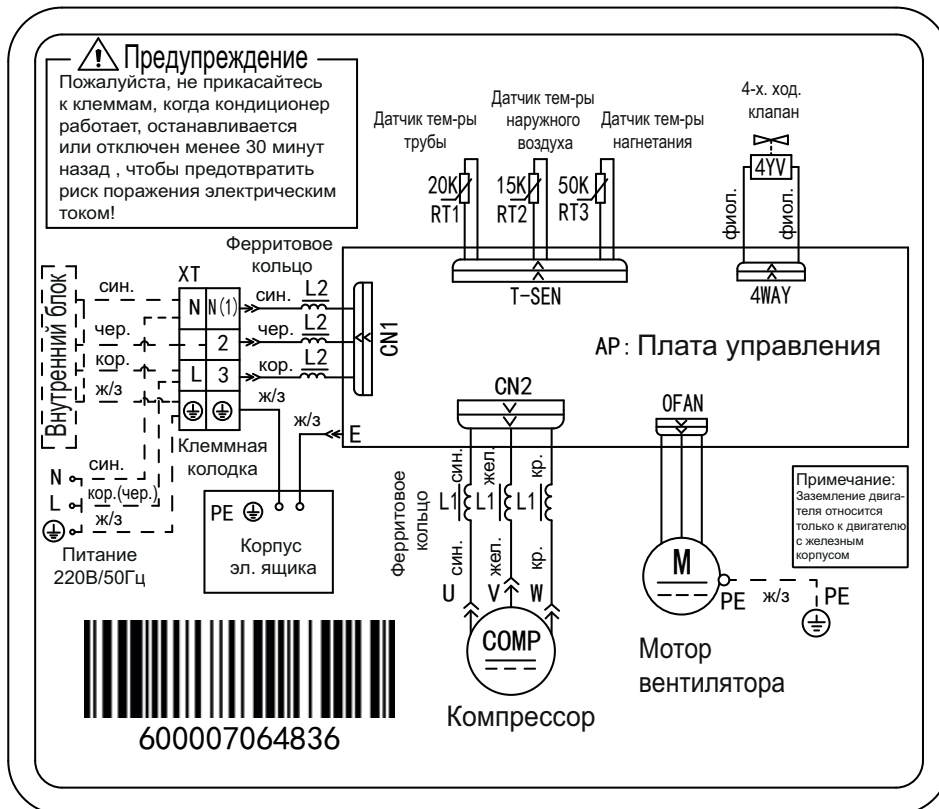 Предупреждение
Пожалуйста, не прикасайтесь
к клеммам, когда кондиционер
работает, останавливается
или отключен менее 30 минут
назад , чтобы предотвратить
риск поражения электрическим
током!
Датчик тем-ры
трубы
Датчик тем-ры
наружного
воздуха
Датчик тем-ры
нагнетания
4-х. ход.
клапан
20K
RT1
15K
RT2
50K
RT3
4YV
фиол.
фиол.
T-SEN
4WAY
Ферритовое
кольцо
Внутренний блок
син.
чер.
кор.
ж/з
XT
N
N(1)
2
L
3
син.
L2
чер.
L2
кор.
L2
CN1
ж/з
ж/з
E
AP: Плата управления
CN2
OFAN
Клеммная
колодка
N
син.
L
кор.(чер.)
ж/з
Питание
220В/50Гц
PE
Корпус
эл. ящика
Ферритовое
кольцо
син.
жел.
кр.
L1
L1
L1
син.
жел.
кр.
U
V
W
COMP
Компрессор
M
PE
ж/з
PE
Мотор
вентилятора
Примечание:
Заземление двига-
теля относится
только к двигателю
с железным
корпусом
600007064836